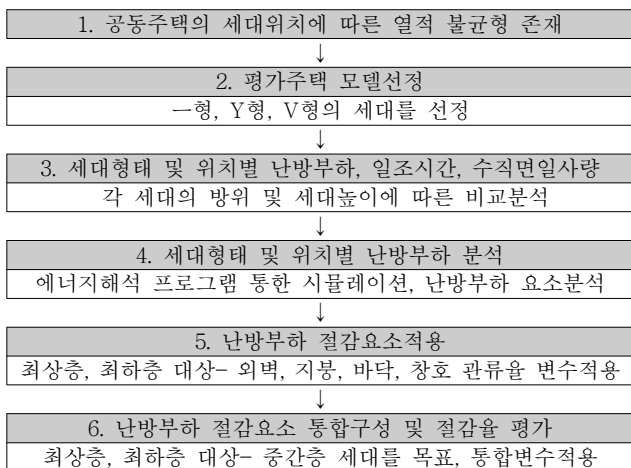 1. 공동주택의 세대위치에 따른 열적 불균형 존재
↓
2. 평가주택 모델선정
一형, Y형, V형의 세대를 선정
↓
3. 세대형태 및 위치별 난방부하, 일조시간, 수직면일사량
각 세대의 방위 및 세대높이에 따른 비교분석
↓
4. 세대형태 및 위치별 난방부하 분석
에너지해석 프로그램 통한 시뮬레이션, 난방부하 요소분석
↓
5. 난방부하 절감요소적용
최상층, 최하층 대상- 외벽, 지붕, 바닥, 창호 관류율 변수적용
↓
6. 난방부하 절감요소 통합구성 및 절감율 평가
최상층, 최하층 대상- 중간층 세대를 목표, 통합변수적용